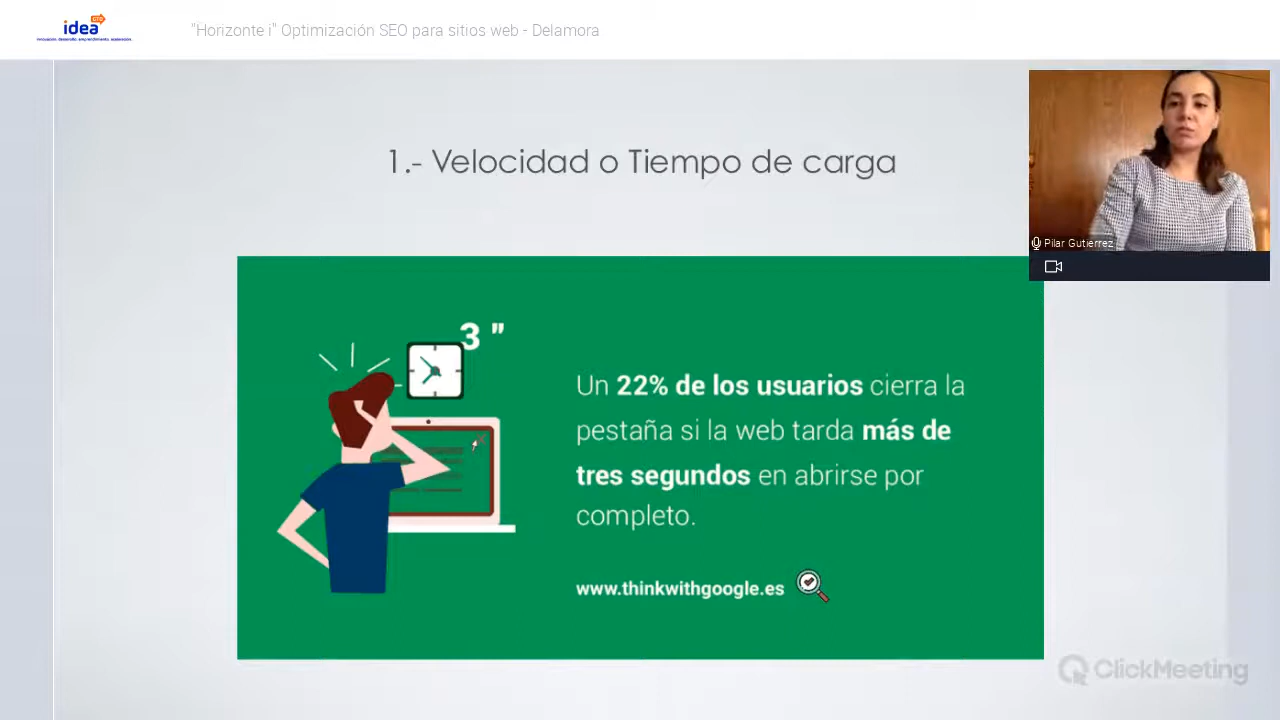 idea
GTO
"Horizonte i" Optimización SEO para sitios web - Delamora
1.- Velocidad o Tiempo de carga
Pilar Gutierrez
3 "
Un 22% de los usuarios cierra la
pestaña si la web tarda más de
tres segundos en abrirse por
completo.
www.thinkwithgoogle.es
ClickMeeting